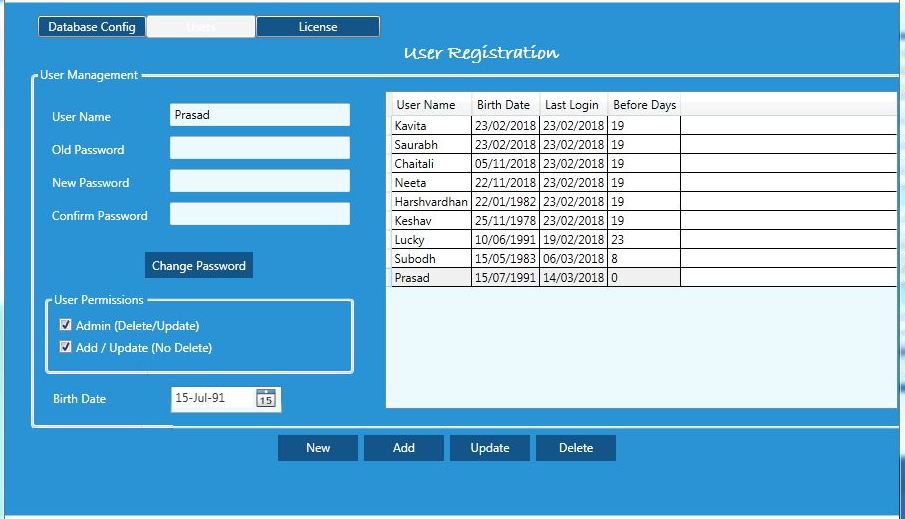 Database Config Users License
User Registration
User Management
User Name Prasad
Old Password
New Password
Confirm Password
Change Password
User Permissions
Admin (Delete/Update)
Add / Update (No Delete)
Birth Date 15-Jul-91 15
User Name Birth Date Last Login Before Days
Kavita 23/02/2018 23/02/2018 19
Saurabh 23/02/2018 23/02/2018 19
Chaitali 05/11/2018 23/02/2018 19
Neeta 22/11/2018 23/02/2018 19
Harshvardhan 22/01/1982 23/02/2018 19
Keshav 25/11/1978 23/02/2018 19
Lucky 10/06/1991 19/02/2018 23
Subodh 15/05/1983 06/03/2018 8
Prasad 15/07/1991 14/03/2018 0
New Add Update Delete